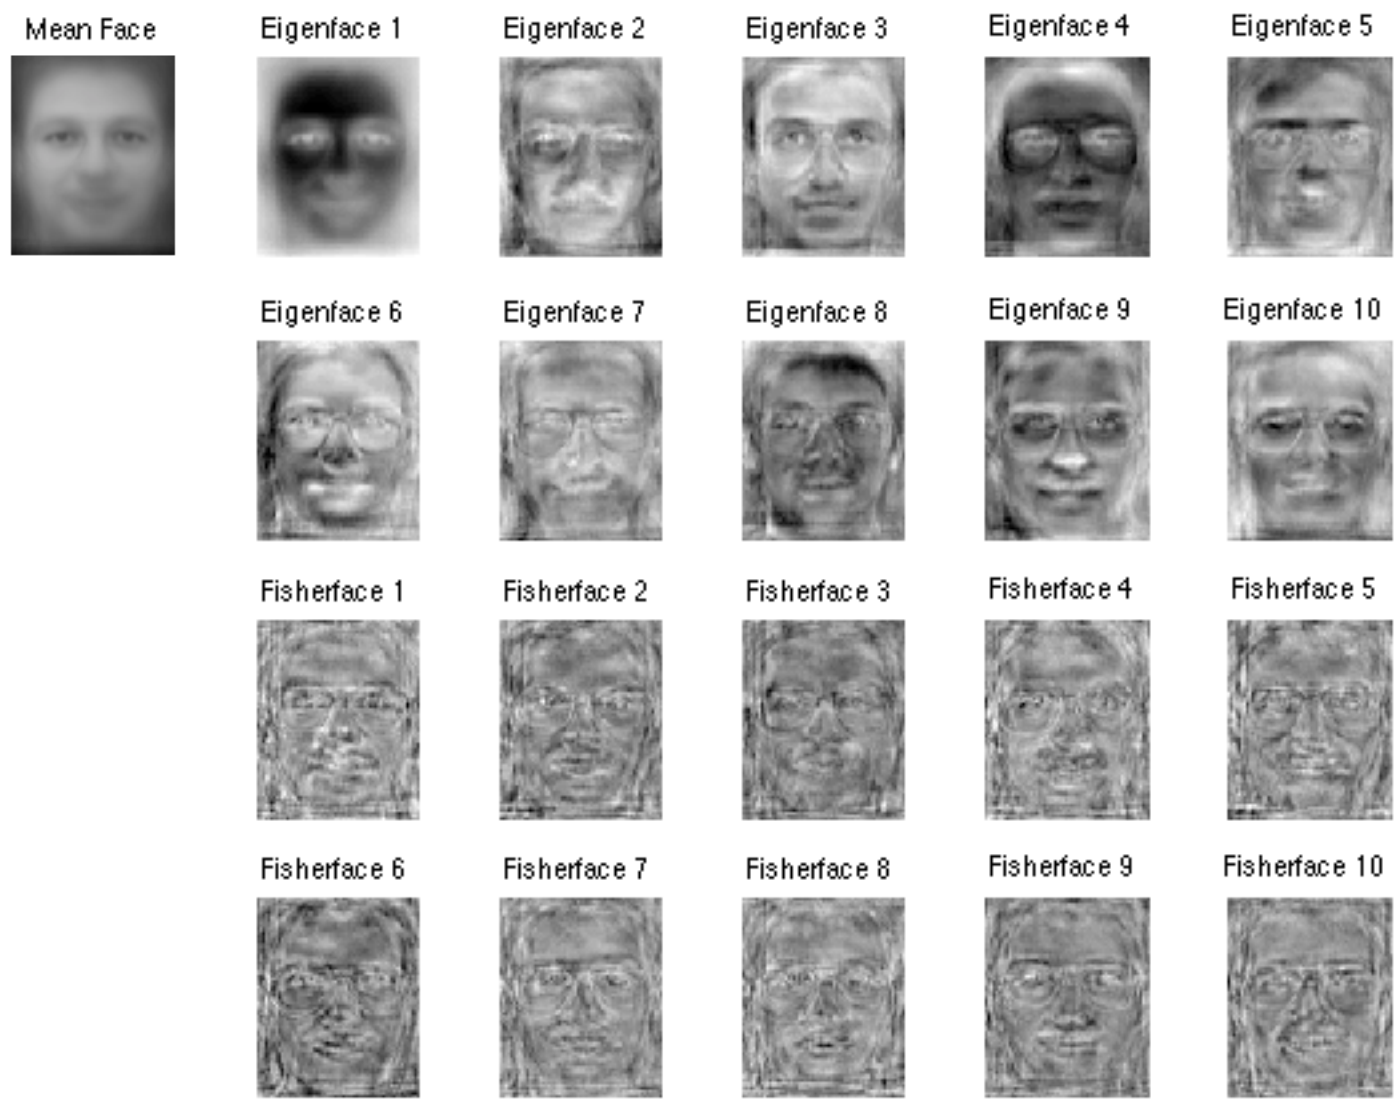 Mean Face Eigenface 1 Eigenface 2 Eigenface 3 Eigenface 4 Eigenface 5
Eigenface 6 Eigenface 7 Eigenface 8 Eigenface 9 Eigenface 10
Fisherface 1 Fisherface 2 Fisherface 3 Fisherface 4 Fisherface 5
Fisherface 6 Fisherface 7 Fisherface 8 Fisherface 9 Fisherface 10